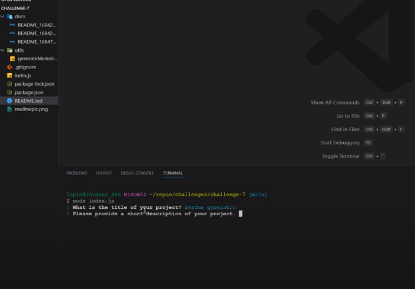 CHALLENGE-7
docs
README_16842...
README_16842...
README_16847...
utils
generateMarkdow...
.gitignore
index.js
package-lock.json
package.json
README.md
readmepic.png
Show All Commands Ctrl + Shift + P
Go to File Ctrl + P
Find in Files Ctrl + Shift + F
Start Debugging F5
Toggle Terminal Ctrl + `
PROBLEMS OUTPUT DEBUG CONSOLE TERMINAL
MINGW64 ~/repos/challenges/challenge-7 (main)
$ node index.js
? What is the title of your project? readme generator
? Please provide a short description of your project.